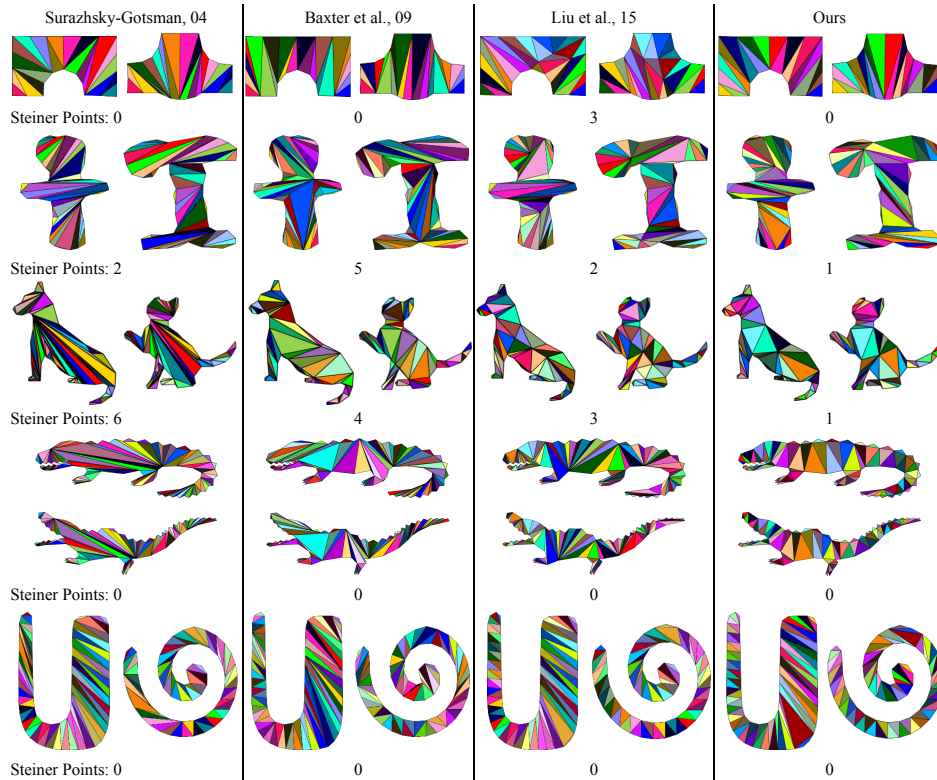 Surazhsky-Gotsman, 04 Baxter et al., 09 Liu et al., 15 Ours
Steiner Points: 0 0 3 0
Steiner Points: 2 5 2 1
Steiner Points: 6 4 3 1
Steiner Points: 0 0 0 0
Steiner Points: 0 0 0 0